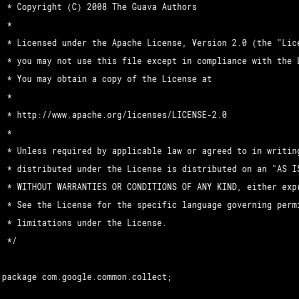 * Copyright (C) 2008 The Guava Authors
*
* Licensed under the Apache License, Version 2.0 (the "Lice
* you may not use this file except in compliance with the L
* You may obtain a copy of the License at
*
* http://www.apache.org/licenses/LICENSE-2.0
*
* Unless required by applicable law or agreed to in writing
* distributed under the License is distributed on an "AS IS
* WITHOUT WARRANTIES OR CONDITIONS OF ANY KIND, either expr
* See the License for the specific language governing permi
* limitations under the License.
*/
package com.google.common.collect;